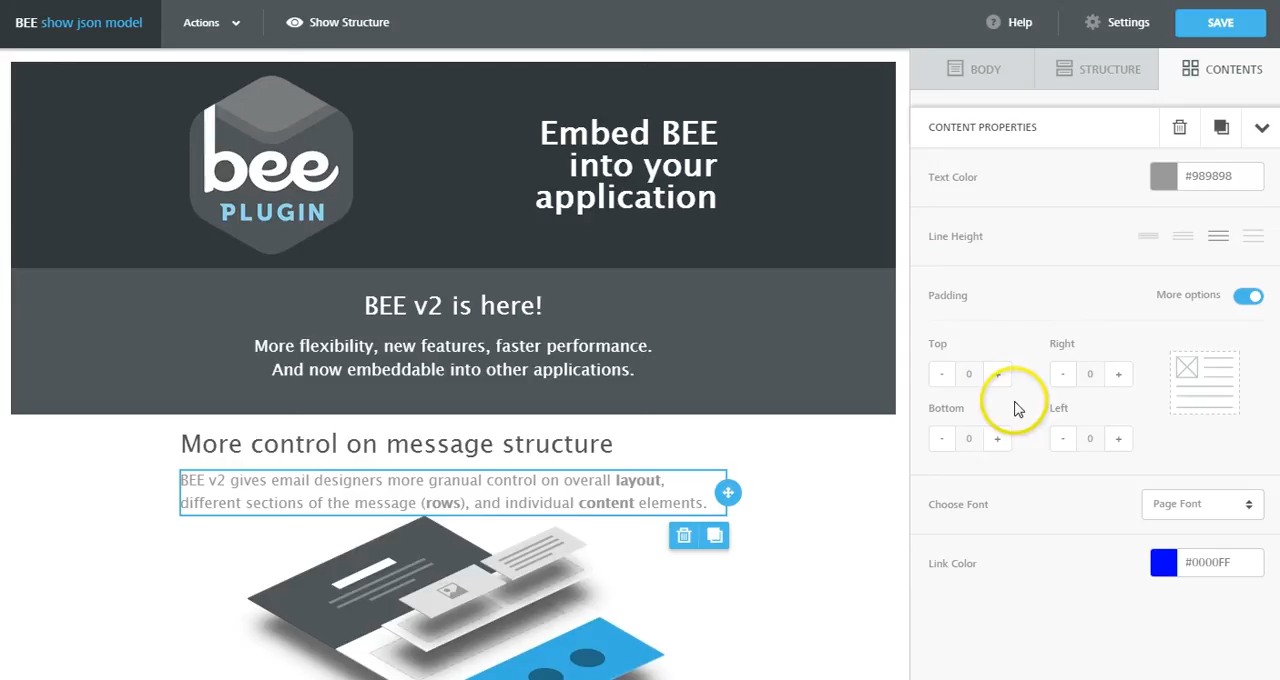 BEE show json model
Actions
Show Structure
Help
Settings
SAVE
BODY
STRUCTURE
CONTENTS
bee
PLUGIN
Embed BEE
into your
application
BEE v2 is here!
More flexibility, new features, faster performance.
And now embeddable into other applications.
More control on message structure
BEE v2 gives email designers more granual control on overall layout,
different sections of the message (rows), and individual content elements.
CONTENT PROPERTIES
Text Color
#989898
Line Height
Padding
More options
Top
Right
- 0 +
- 0 +
Bottom
Left
- 0 +
- 0 +
Choose Font
Page Font
Link Color
#0000FF